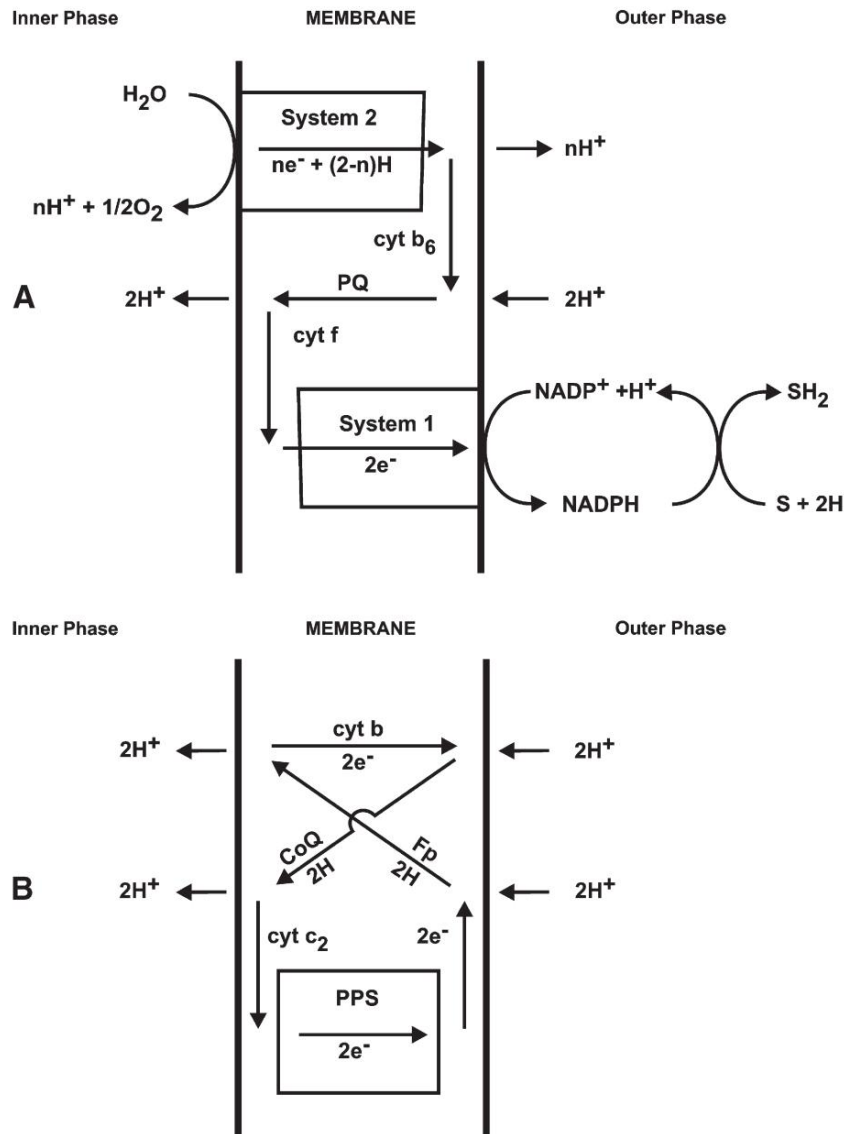 Inner Phase MEMBRANE Outer Phase
H₂O
System 2
ne⁻ + (2-n)H
nH⁺
nH⁺ + 1/2O₂
cyt b₆
A
2H⁺
PQ
2H⁺
cyt f
NADP⁺ +H⁺
SH₂
System 1
2e⁻
NADPH
S + 2H
Inner Phase MEMBRANE Outer Phase
2H⁺
cyt b
2e⁻
2H⁺
CoQ
2H
Fp
2H
B
2H⁺
2H⁺
cyt c₂
2e⁻
PPS
2e⁻